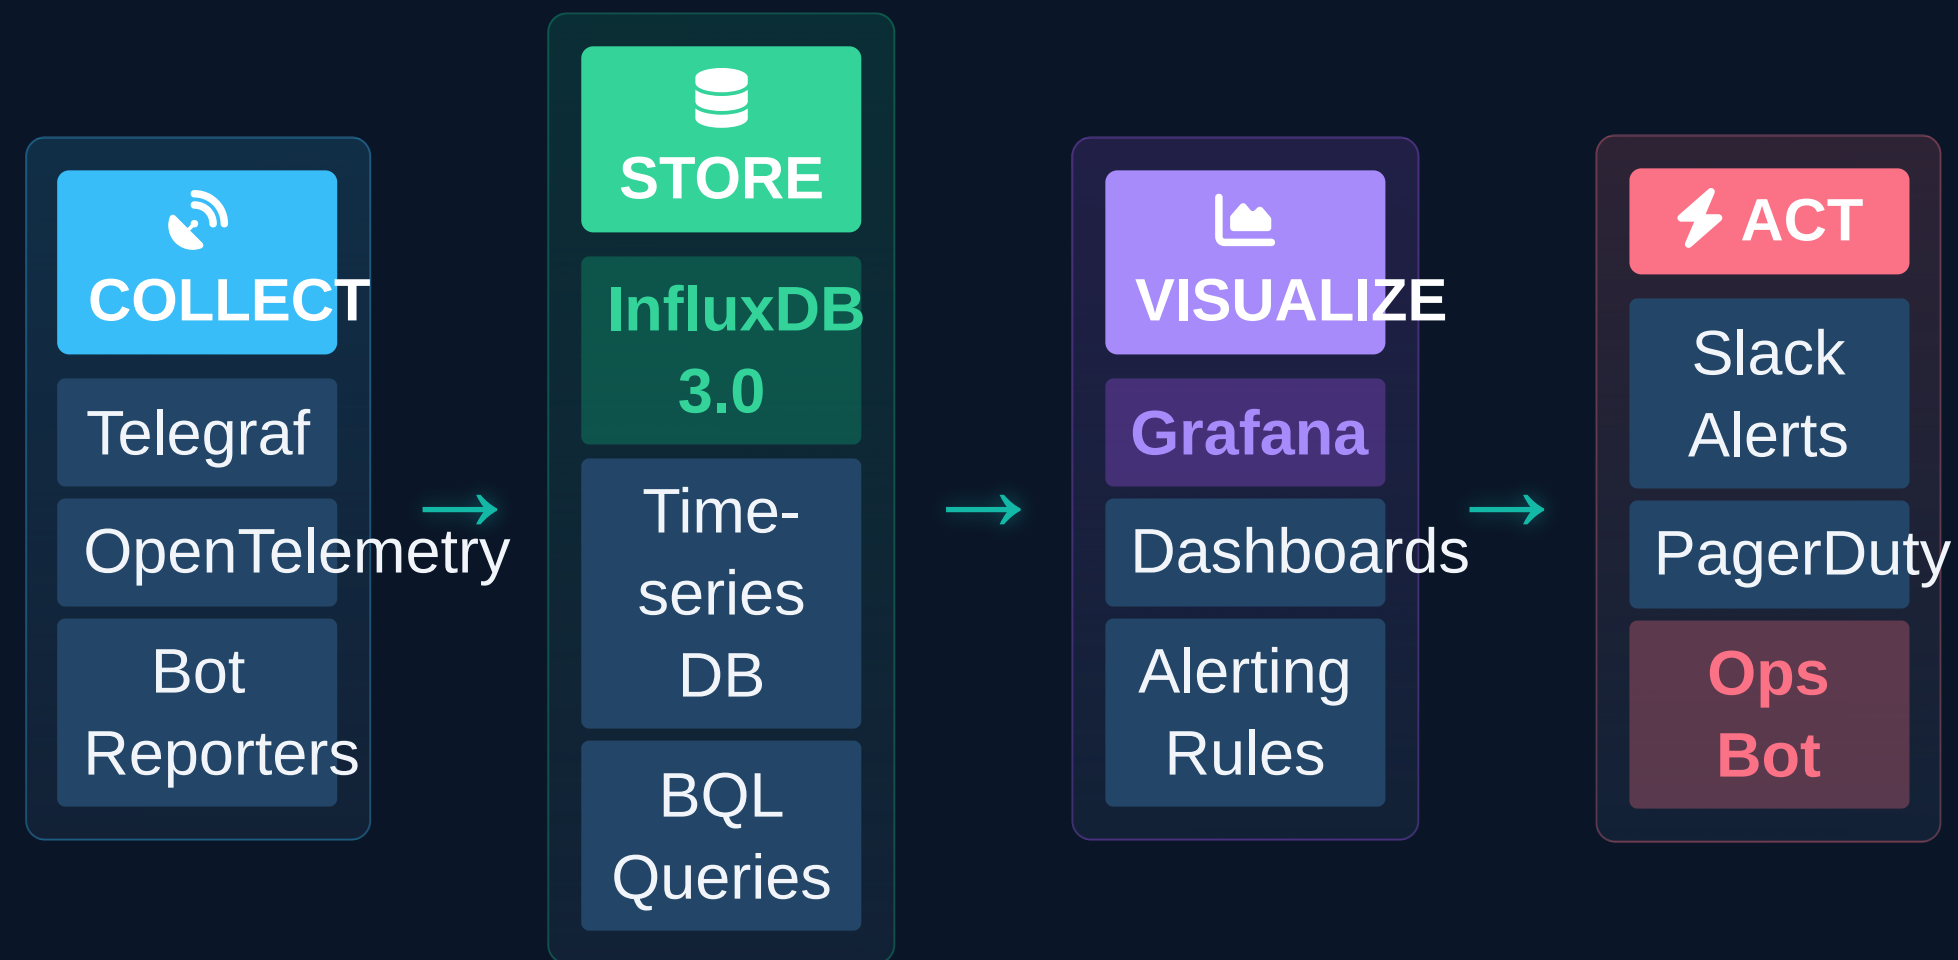 COLLECT
Telegraf
OpenTelemetry
Bot
Reporters
→
STORE
InfluxDB
3.0
Time-
series
DB
BQL
Queries
→
VISUALIZE
Grafana
Dashboards
Alerting
Rules
→
ACT
Slack
Alerts
PagerDuty
Ops
Bot